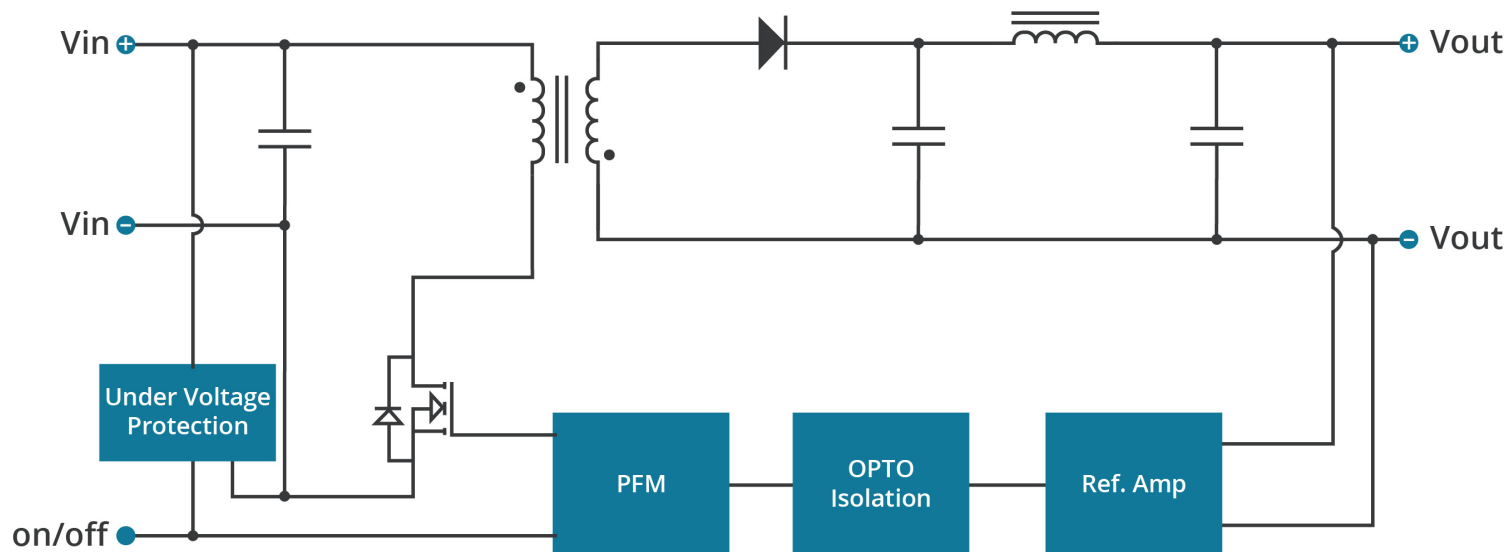 Vin +
+ Vout
Vin −
− Vout
Under Voltage
Protection
PFM
OPTO
Isolation
Ref. Amp
on/off